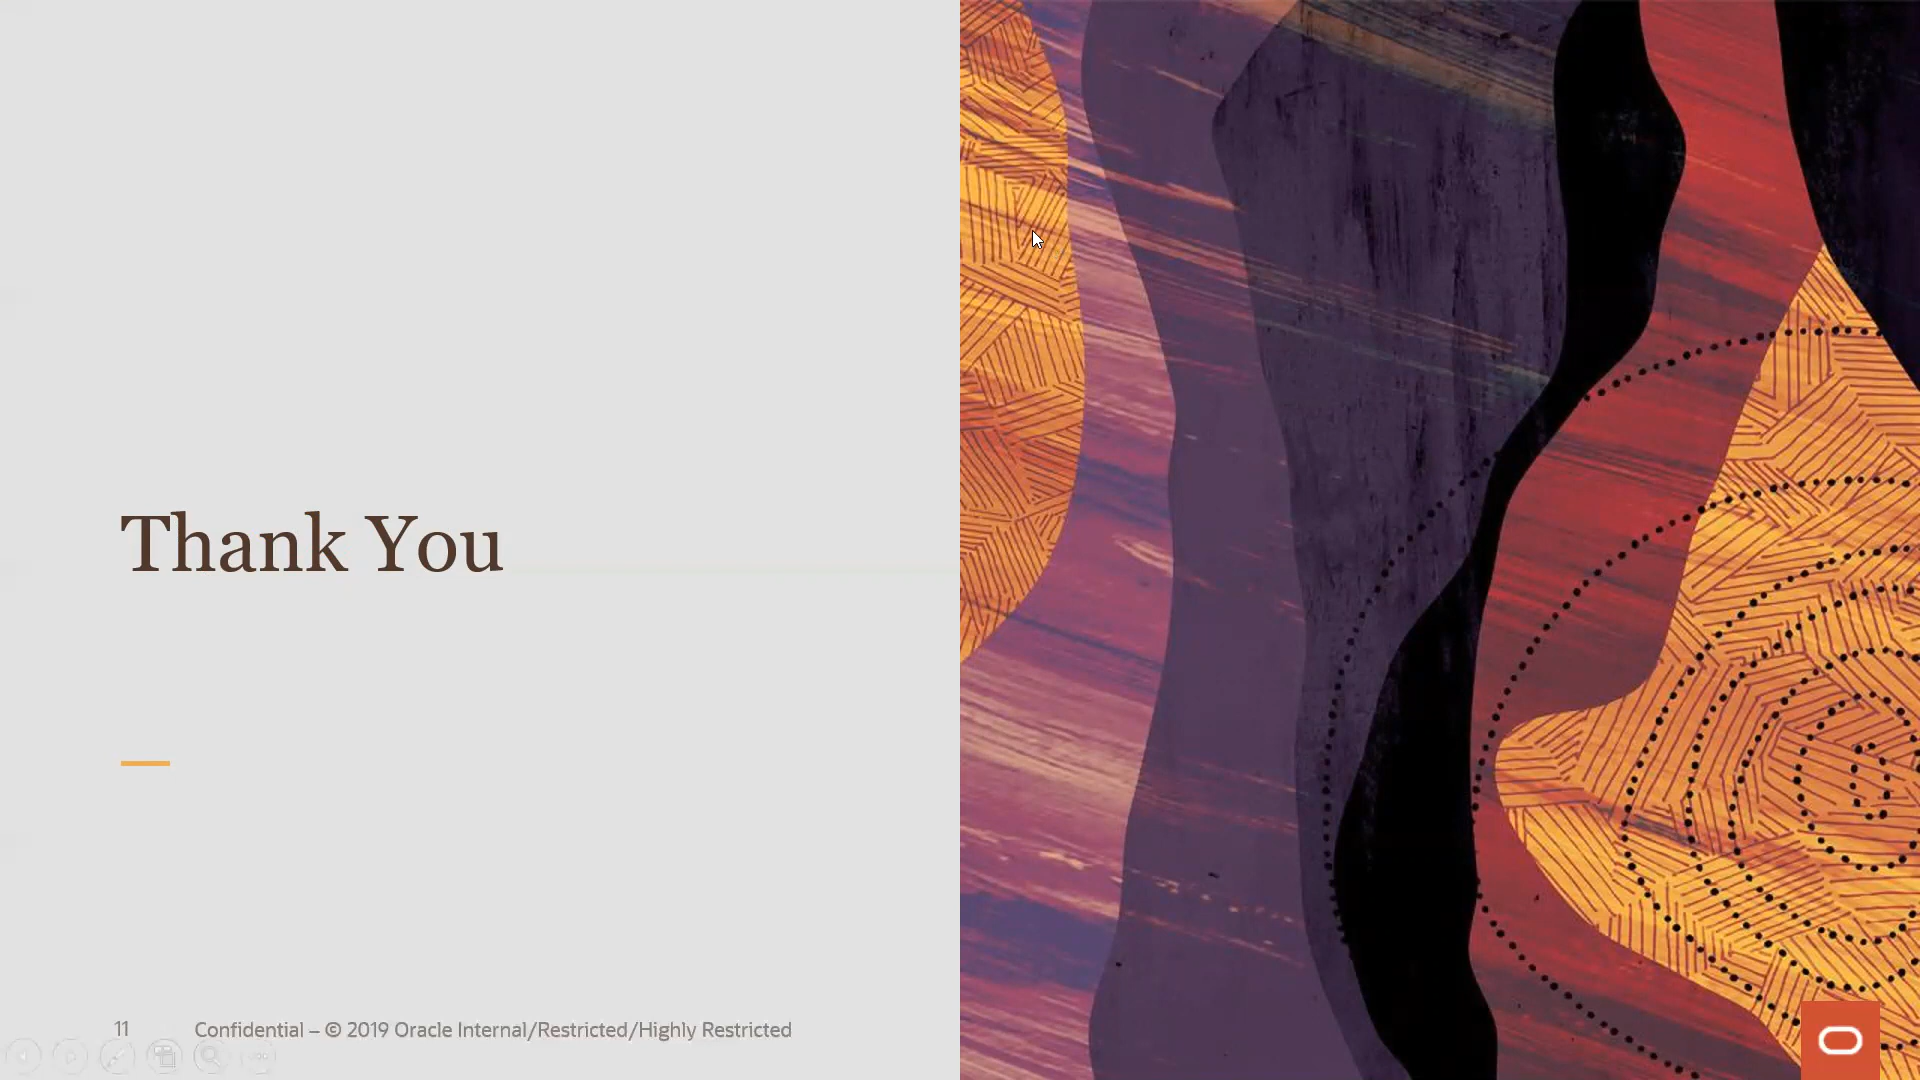 Thank You
11 Confidential – © 2019 Oracle Internal/Restricted/Highly Restricted